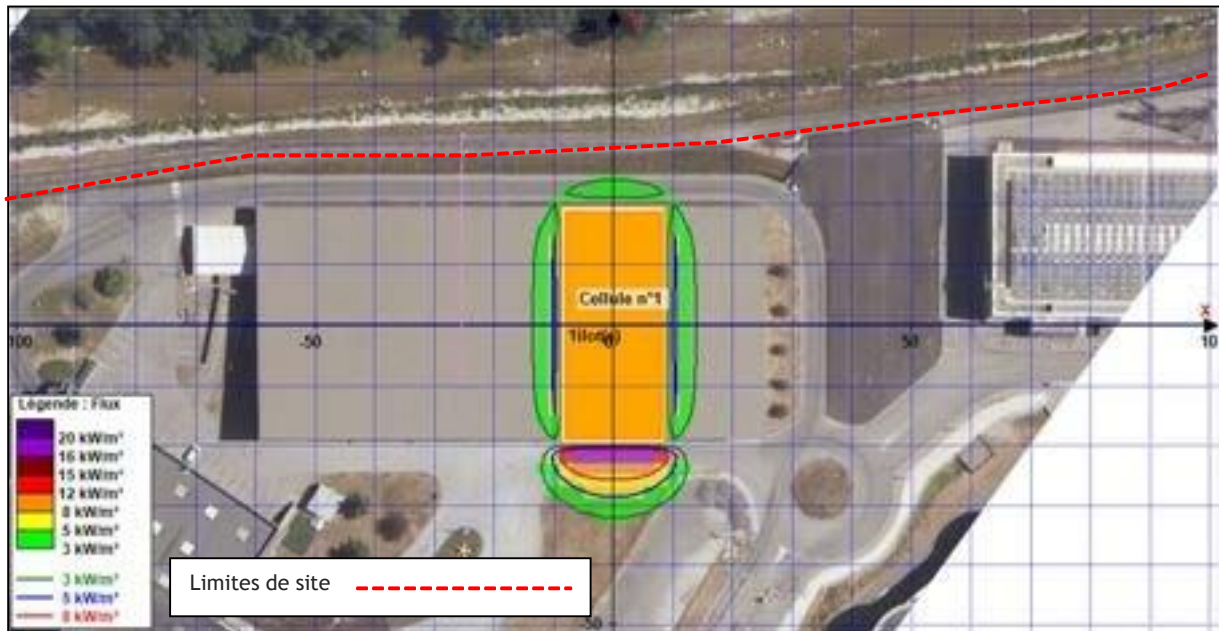 Cellule n°1
X
100
-50
0
50
10
1ilot(s)
Légende : Flux
20 kW/m²
16 kW/m²
15 kW/m²
12 kW/m²
8 kW/m²
5 kW/m²
3 kW/m²
3 kW/m²
5 kW/m²
8 kW/m²
Limites de site
-50